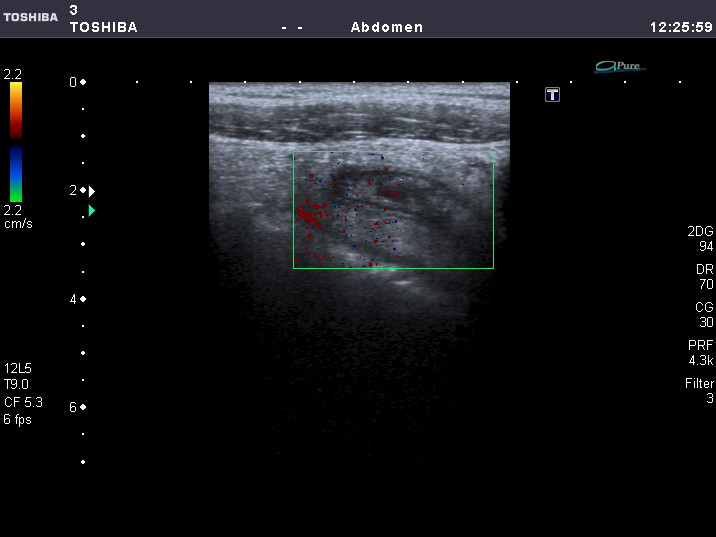 TOSHIBA
3
TOSHIBA - - Abdomen 12:25:59
aPure
2.2
2.2
cm/s
0
2
4
6
T
2DG
94
DR
70
CG
30
PRF
4.3k
Filter
3
12L5
T9.0
CF 5.3
6 fps